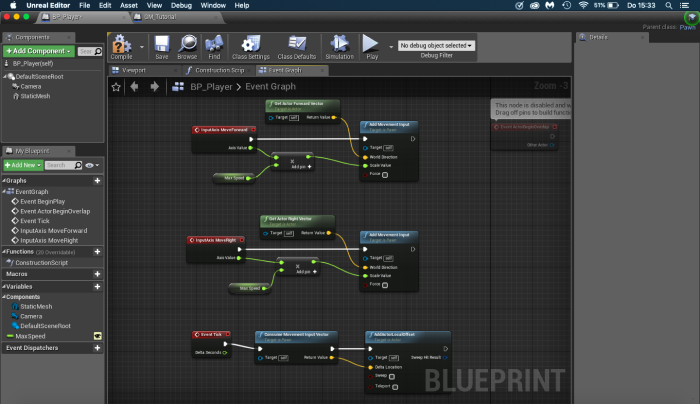 Unreal Editor File Edit Asset View Debug Window Help 57% Do 15:33
BP_Player GM_Tutorial
Parent class: Pawn
Components
Details
+ Add Component Search
BP_Player(self)
DefaultSceneRoot
Camera
StaticMesh
Compile Save Browse Find Class Settings Class Defaults Simulation Play
No debug object selected
Debug Filter
Viewport Construction Scrip Event Graph
BP_Player > Event Graph
Zoom -3
My Blueprint
+ Add New Search
Graphs
EventGraph
Event BeginPlay
Event ActorBeginOverlap
Event Tick
InputAxis MoveForward
InputAxis MoveRight
Functions (20 Overridable)
ConstructionScript
Macros
Variables
Components
StaticMesh
Camera
DefaultSceneRoot
MaxSpeed
Event Dispatchers
Get Actor Forward Vector
Target is Actor
Target self Return Value
InputAxis MoveForward
Axis Value
Max Speed
X
Add pin +
Add Movement Input
Target is Pawn
Target self
World Direction
Scale Value
Force
This node is disabled and w
Drag off pins to build functio
Event ActorBeginOverlap
Other Actor
Get Actor Right Vector
Target is Actor
Target self Return Value
InputAxis MoveRight
Axis Value
Max Speed
X
Add pin +
Add Movement Input
Target is Pawn
Target self
World Direction
Scale Value
Force
Event Tick
Delta Seconds
Consume Movement Input Vector
Target is Pawn
Target self Return Value
AddActorLocalOffset
Target is Actor
Target self Sweep Hit Result
Delta Location
Sweep
Teleport
BLUEPRINT